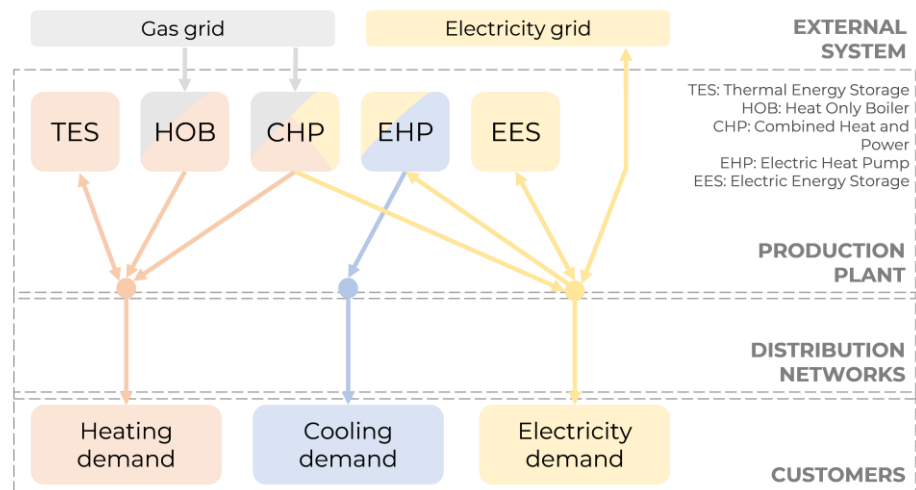 Gas grid
Electricity grid
EXTERNAL
SYSTEM
TES
HOB
CHP
EHP
EES
TES: Thermal Energy Storage
HOB: Heat Only Boiler
CHP: Combined Heat and
Power
EHP: Electric Heat Pump
EES: Electric Energy Storage
PRODUCTION
PLANT
DISTRIBUTION
NETWORKS
Heating
demand
Cooling
demand
Electricity
demand
CUSTOMERS